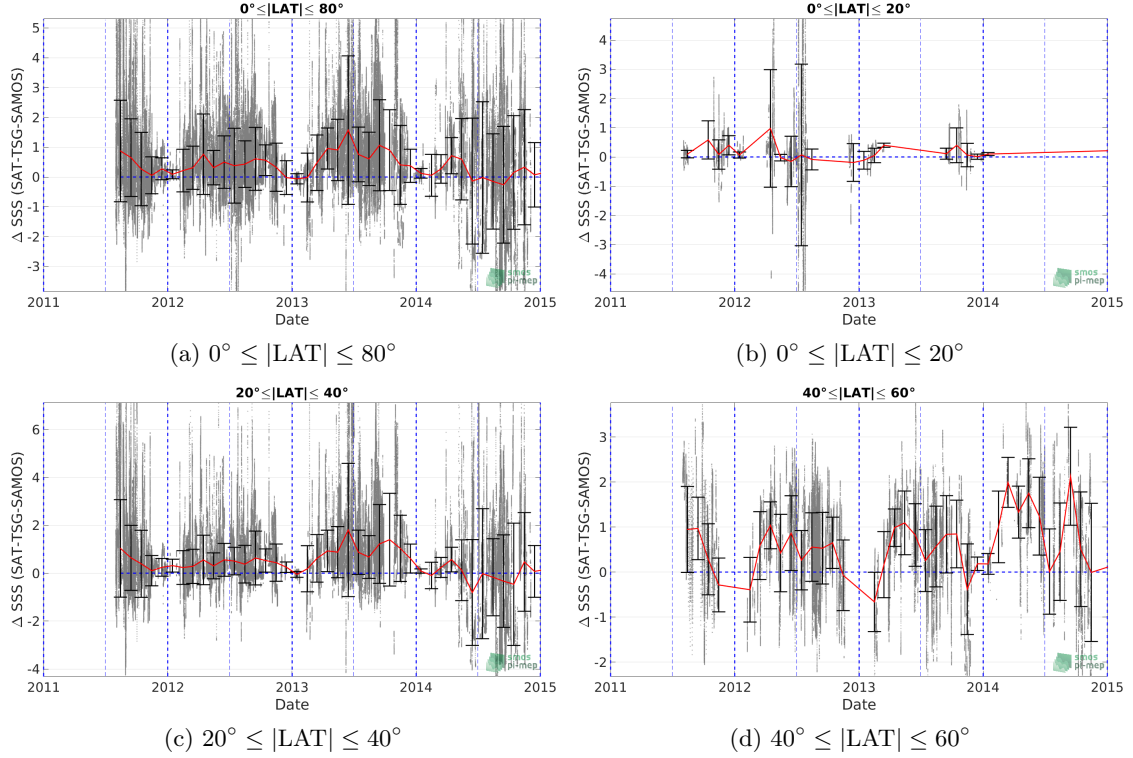 0°≤|LAT|≤ 80°
Δ SSS (SAT-TSG-SAMOS)
5
4
3
2
1
0
-1
-2
-3
2011 2012 2013 2014 2015
Date
smos
pi-mep
(a) 0° ≤ |LAT| ≤ 80°
0°≤|LAT|≤ 20°
Δ SSS (SAT-TSG-SAMOS)
4
3
2
1
0
-1
-2
-3
-4
2011 2012 2013 2014 2015
Date
smos
pi-mep
(b) 0° ≤ |LAT| ≤ 20°
20°≤|LAT|≤ 40°
Δ SSS (SAT-TSG-SAMOS)
6
4
2
0
-2
-4
2011 2012 2013 2014 2015
Date
smos
pi-mep
(c) 20° ≤ |LAT| ≤ 40°
40°≤|LAT|≤ 60°
Δ SSS (SAT-TSG-SAMOS)
3
2
1
0
-1
-2
2011 2012 2013 2014 2015
Date
smos
pi-mep
(d) 40° ≤ |LAT| ≤ 60°